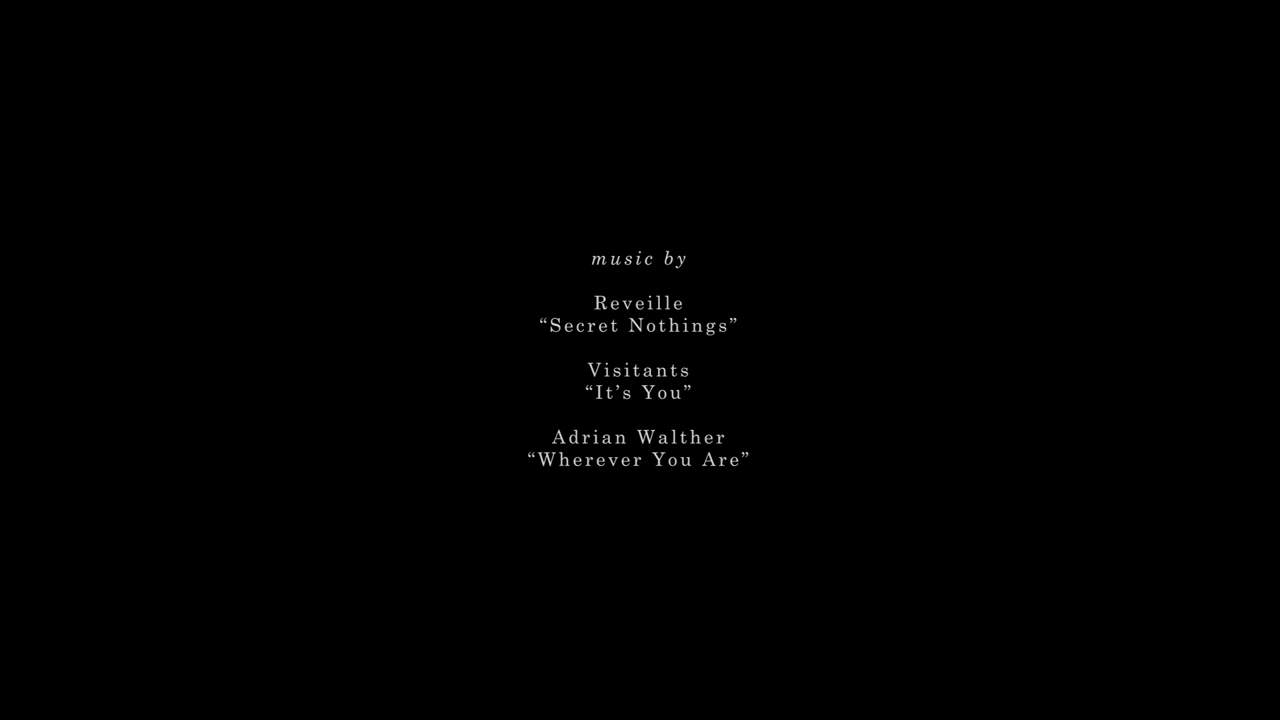 music by
Reveille
“Secret Nothings”
Visitants
“It’s You”
Adrian Walther
“Wherever You Are”